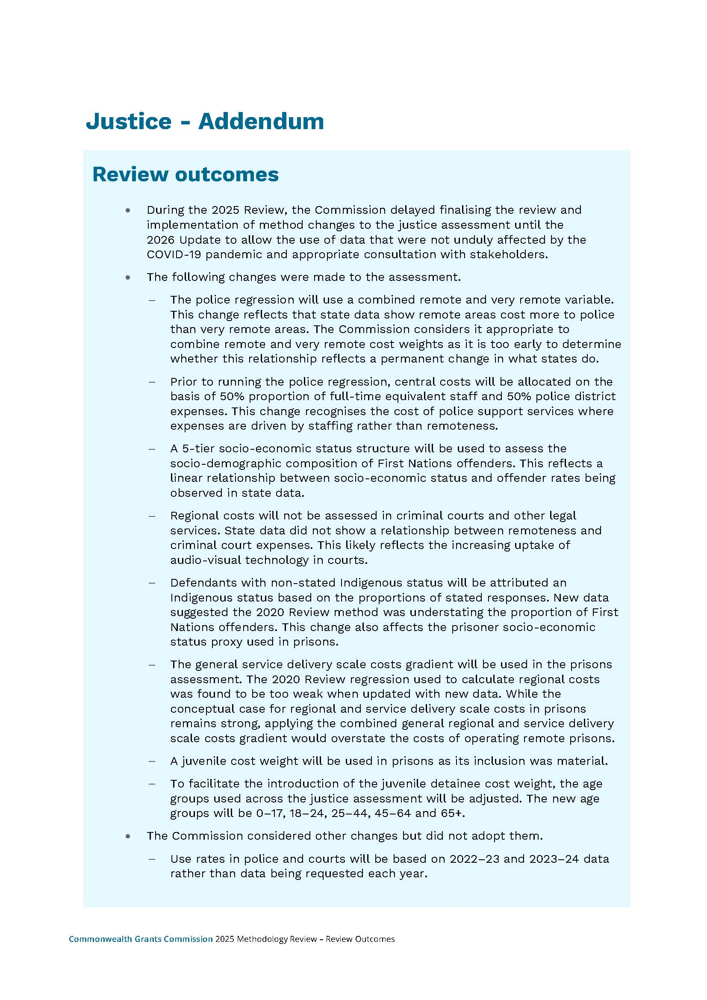 Justice - Addendum
Review outcomes
• During the 2025 Review, the Commission delayed finalising the review and
implementation of method changes to the justice assessment until the
2026 Update to allow the use of data that were not unduly affected by the
COVID-19 pandemic and appropriate consultation with stakeholders.
• The following changes were made to the assessment.
– The police regression will use a combined remote and very remote variable.
This change reflects that state data show remote areas cost more to police
than very remote areas. The Commission considers it appropriate to
combine remote and very remote cost weights as it is too early to determine
whether this relationship reflects a permanent change in what states do.
– Prior to running the police regression, central costs will be allocated on the
basis of 50% proportion of full-time equivalent staff and 50% police district
expenses. This change recognises the cost of police support services where
expenses are driven by staffing rather than remoteness.
– A 5-tier socio-economic status structure will be used to assess the
socio-demographic composition of First Nations offenders. This reflects a
linear relationship between socio-economic status and offender rates being
observed in state data.
– Regional costs will not be assessed in criminal courts and other legal
services. State data did not show a relationship between remoteness and
criminal court expenses. This likely reflects the increasing uptake of
audio-visual technology in courts.
– Defendants with non-stated Indigenous status will be attributed an
Indigenous status based on the proportions of stated responses. New data
suggested the 2020 Review method was understating the proportion of First
Nations offenders. This change also affects the prisoner socio-economic
status proxy used in prisons.
– The general service delivery scale costs gradient will be used in the prisons
assessment. The 2020 Review regression used to calculate regional costs
was found to be too weak when updated with new data. While the
conceptual case for regional and service delivery scale costs in prisons
remains strong, applying the combined general regional and service delivery
scale costs gradient would overstate the costs of operating remote prisons.
– A juvenile cost weight will be used in prisons as its inclusion was material.
– To facilitate the introduction of the juvenile detainee cost weight, the age
groups used across the justice assessment will be adjusted. The new age
groups will be 0–17, 18–24, 25–44, 45–64 and 65+.
• The Commission considered other changes but did not adopt them.
– Use rates in police and courts will be based on 2022–23 and 2023–24 data
rather than data being requested each year.
Commonwealth Grants Commission 2025 Methodology Review – Review Outcomes